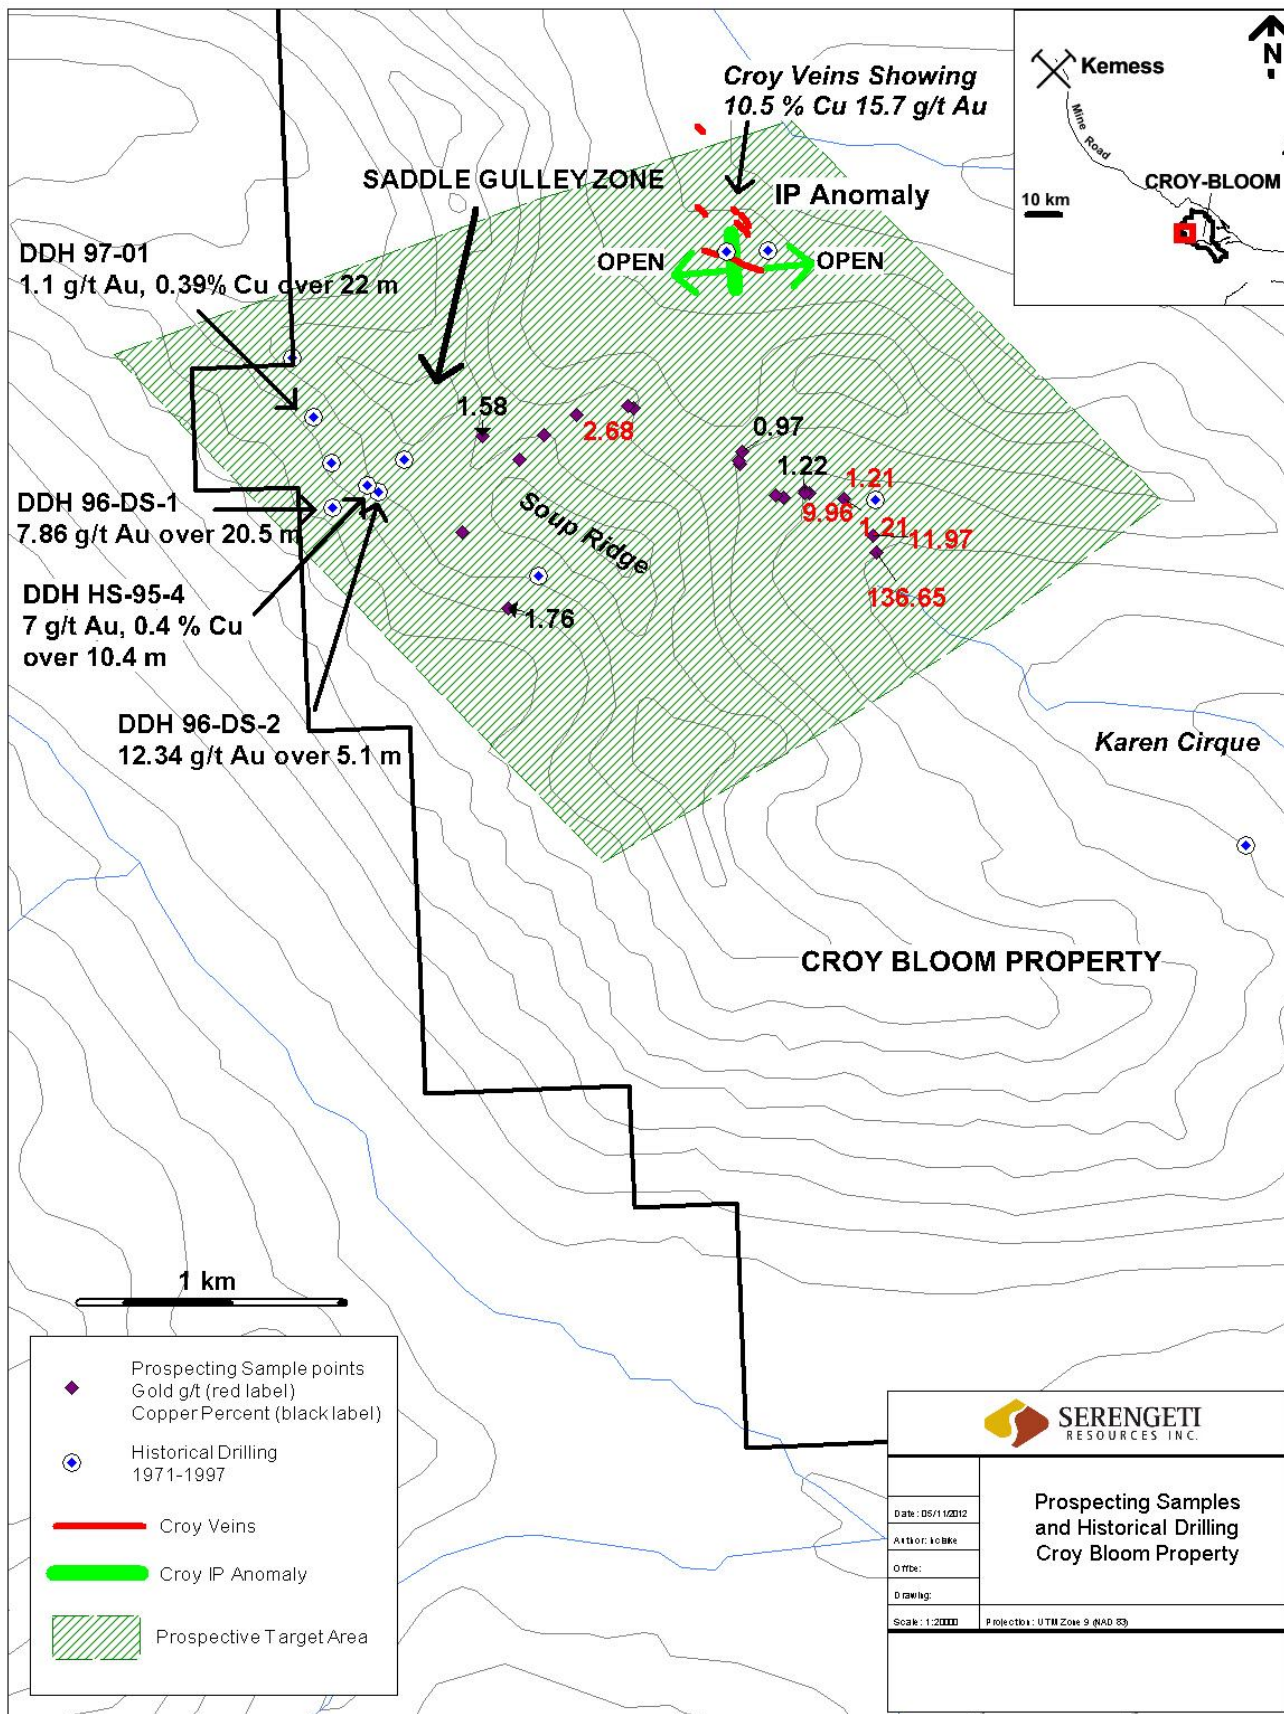 Croy Veins Showing
10.5 % Cu 15.7 g/t Au
N
Kemess
Mine Road
CROY-BLOOM
10 km
SADDLE GULLEY ZONE
IP Anomaly
OPEN
OPEN
DDH 97-01
1.1 g/t Au, 0.39% Cu over 22 m
1.58
2.68
0.97
1.22
1.21
9.96
1.21
11.97
136.65
Soup Ridge
1.76
DDH 96-DS-1
7.86 g/t Au over 20.5 m
DDH HS-95-4
7 g/t Au, 0.4 % Cu
over 10.4 m
DDH 96-DS-2
12.34 g/t Au over 5.1 m
Karen Cirque
CROY BLOOM PROPERTY
1 km
Prospecting Sample points
Gold g/t (red label)
Copper Percent (black label)
Historical Drilling
1971-1997
Croy Veins
Croy IP Anomaly
Prospective Target Area
SERENGETI
RESOURCES INC.
Prospecting Samples
and Historical Drilling
Croy Bloom Property
Date: 05/11/2012
Author:
Office:
Drawing:
Scale: 1:20000
Projection: UTM Zone 9 (NAD 83)